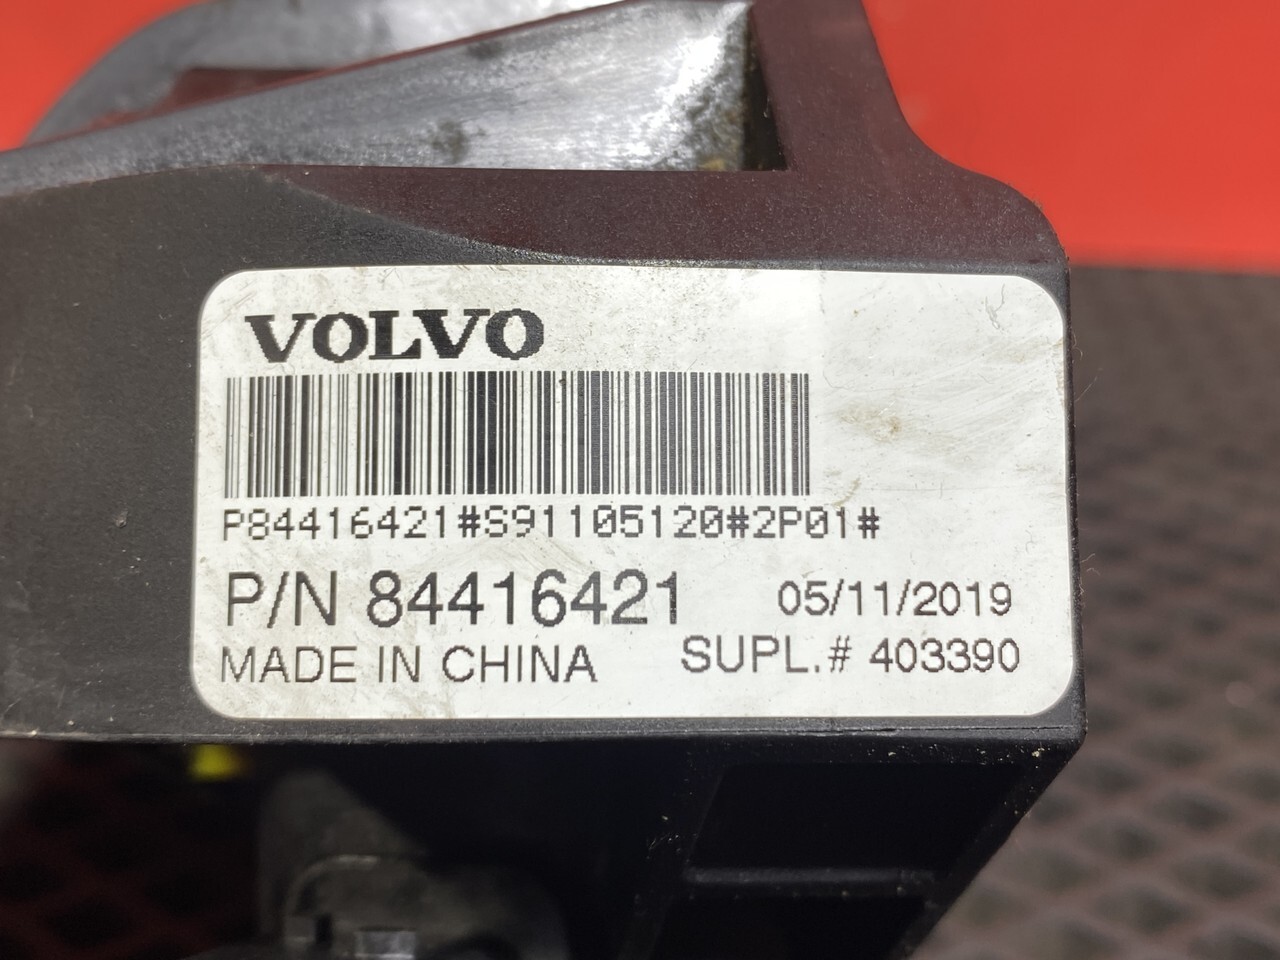 VOLVO
P84416421#S91105120#2P01#
P/N 84416421 05/11/2019
MADE IN CHINA SUPL.# 403390